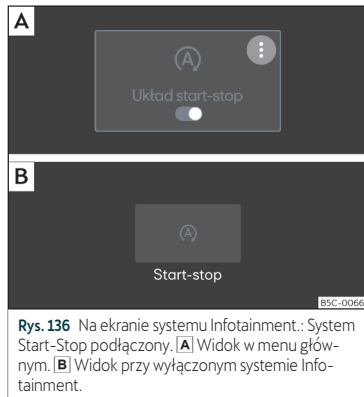 A
Układ start-stop
B
Start-stop
B5C-0066
Rys. 136 Na ekranie systemu Infotainment.: System
Start-Stop podłączony. A Widok w menu głów-
nym. B Widok przy wyłączonym systemie Info-
tainment.